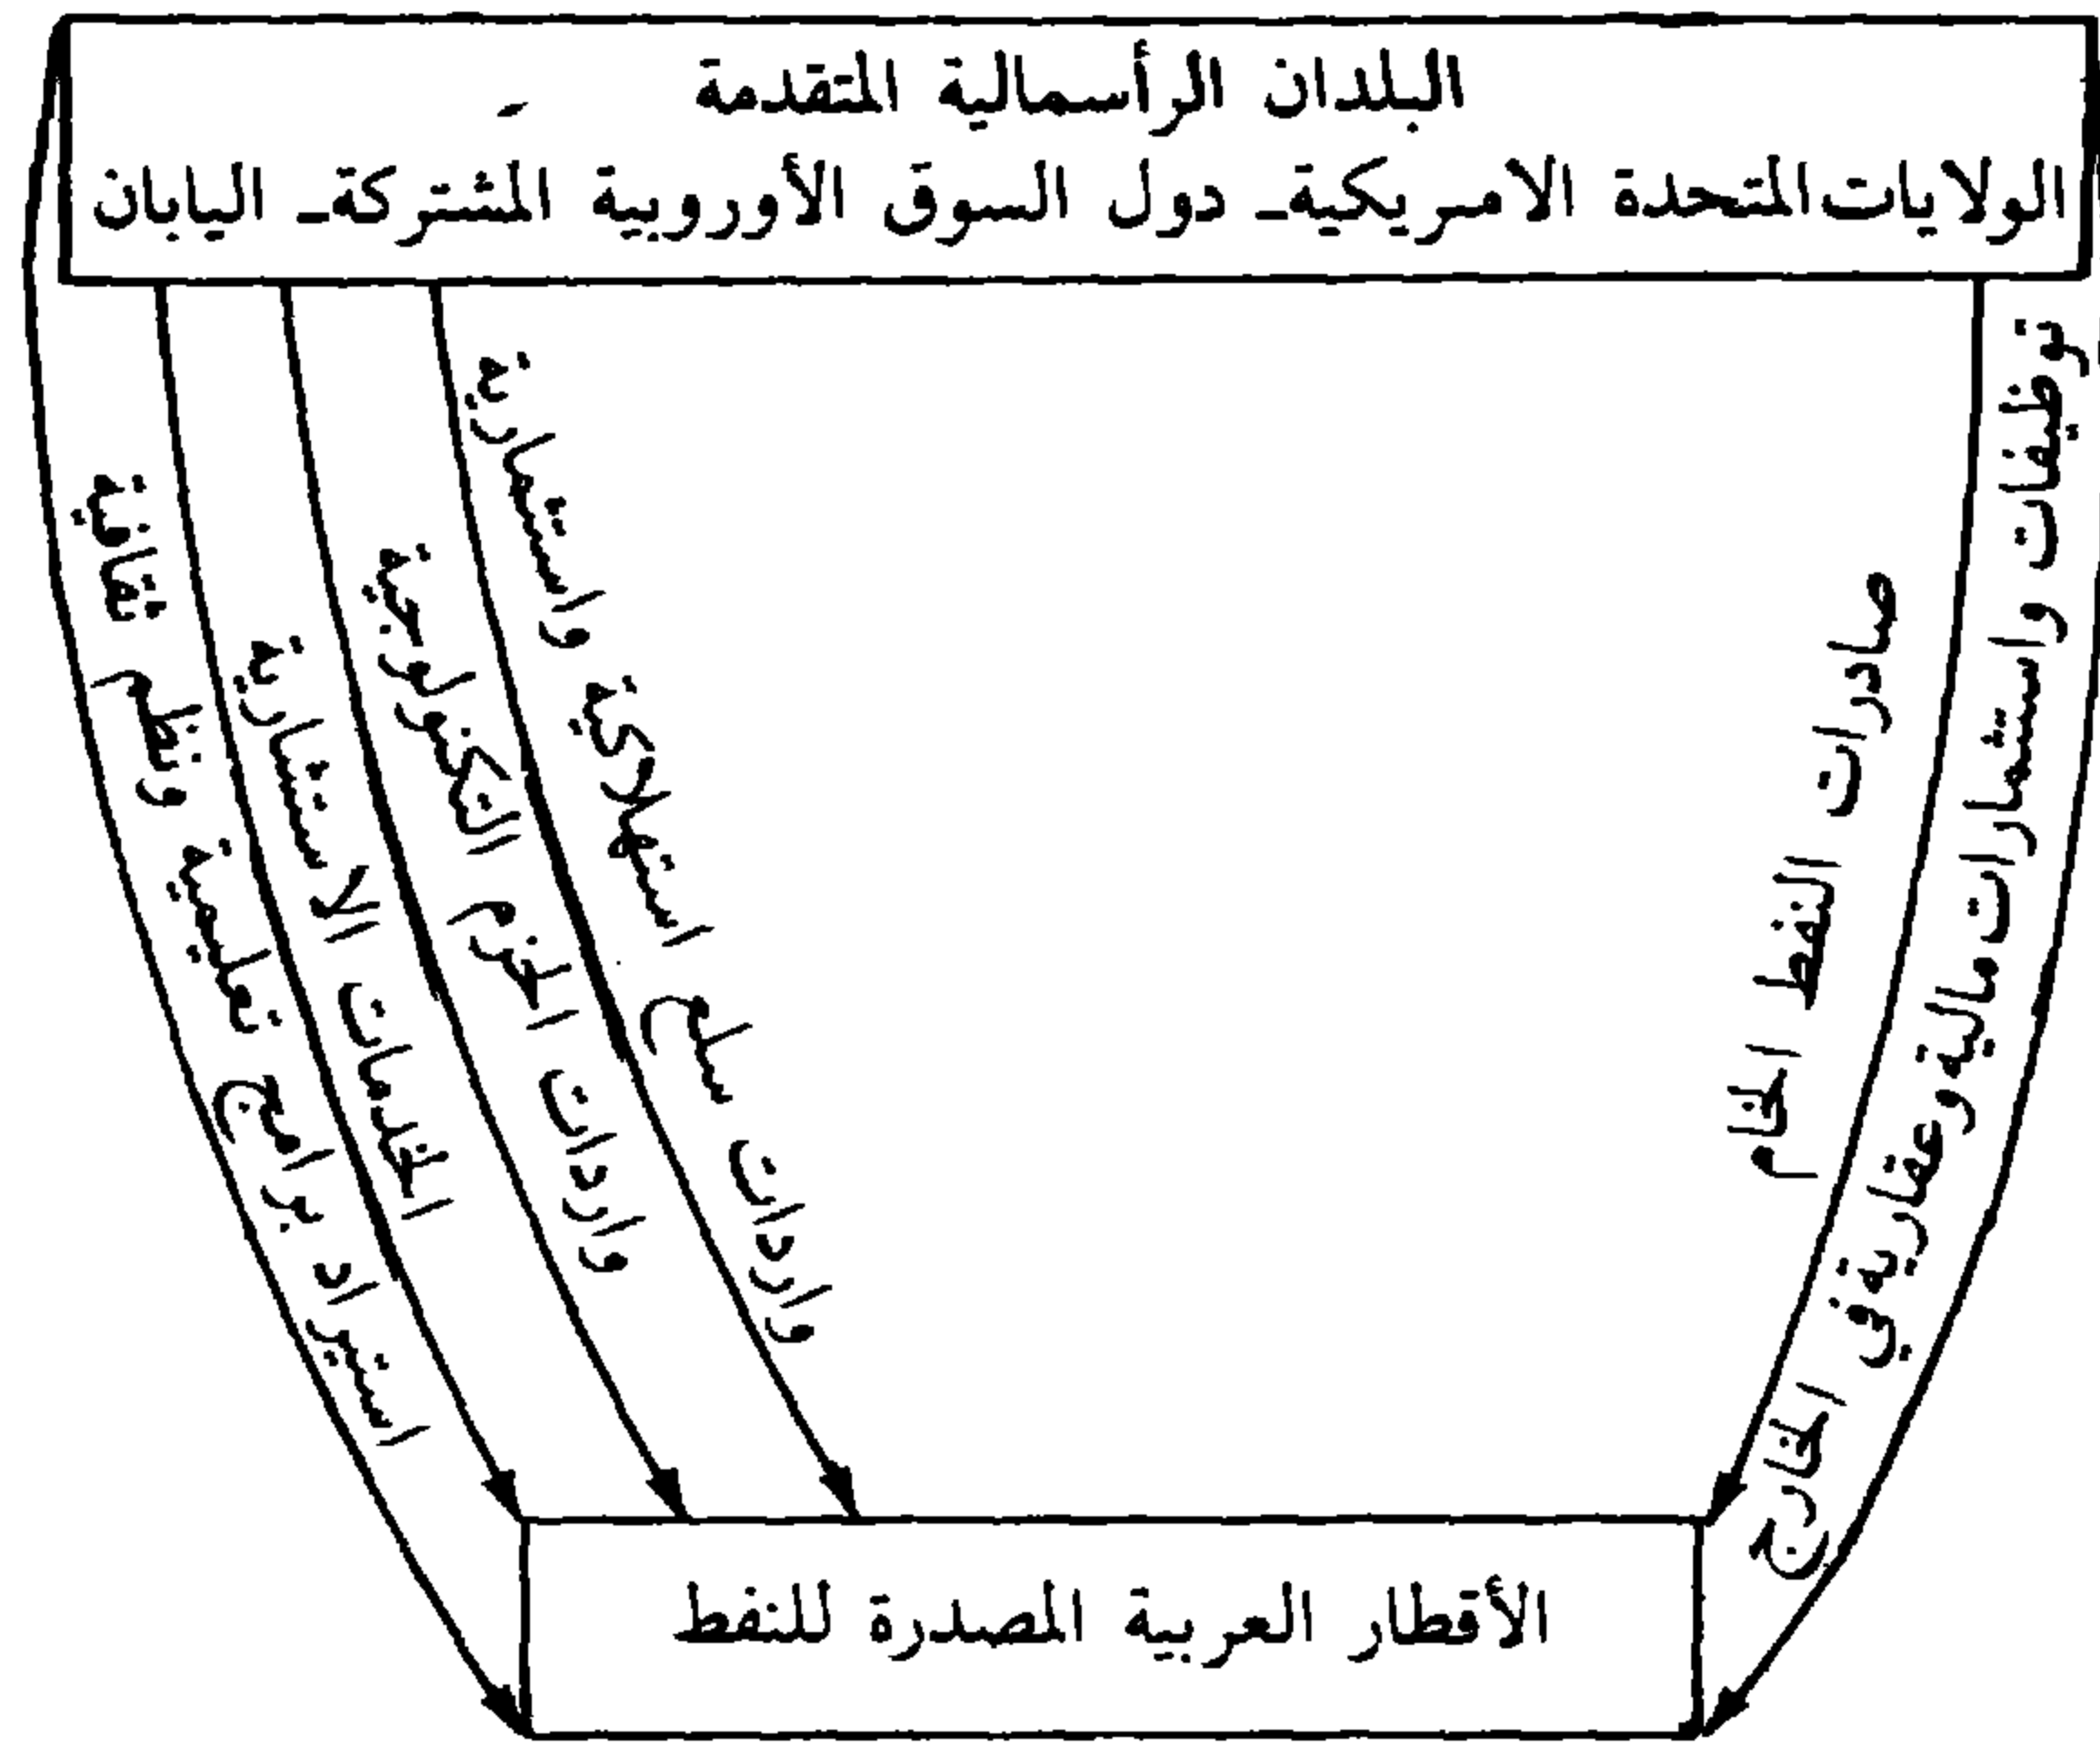 البلدان الرأسمالية المتقدمة
الولايات المتحدة الامريكية - دول السوق الأوروبية المشتركة - اليابان
توظيفات واستثمارات مالية وعقارية في الخارج
صادرات النفط الخام
واردات سلع استهلاكية واستثمارية
واردات الحزم التكنولوجية
الخدمات الاستشارية
استيراد برامج تعليمية ونظم ثقافية
الأقطار العربية المصدرة للنفط